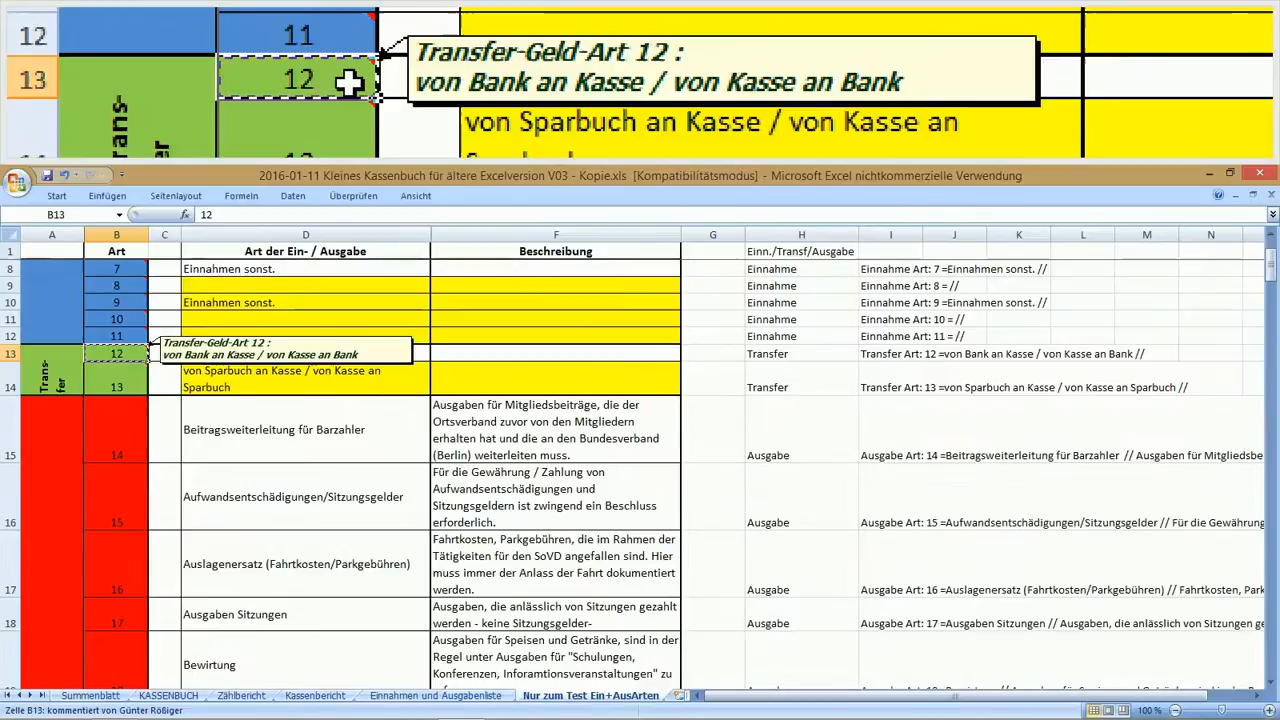 12
11
13
12
Transfer-Geld-Art 12 :
von Bank an Kasse / von Kasse an Bank
Trans-
fer
von Sparbuch an Kasse / von Kasse an
2016-01-11 Kleines Kassenbuch für ältere Excelversion V03 - Kopie.xls [Kompatibilitätsmodus] - Microsoft Excel nichtkommerzielle Verwendung
Start Einfügen Seitenlayout Formeln Daten Überprüfen Ansicht
B13 fx 12
A B C D F G H I J K L M N
1 Art Art der Ein- / Ausgabe Beschreibung Einn./Transf/Ausgabe
8 7 Einnahmen sonst. Einnahme Einnahme Art: 7 =Einnahmen sonst. //
9 8 Einnahme Einnahme Art: 8 = //
10 9 Einnahmen sonst. Einnahme Einnahme Art: 9 =Einnahmen sonst. //
11 10 Einnahme Einnahme Art: 10 = //
12 11 Einnahme Einnahme Art: 11 = //
Transfer-Geld-Art 12 :
von Bank an Kasse / von Kasse an Bank
13 12 Transfer Transfer Art: 12 =von Bank an Kasse / von Kasse an Bank //
Trans-
fer
von Sparbuch an Kasse / von Kasse an
Sparbuch
14 13 Transfer Transfer Art: 13 =von Sparbuch an Kasse / von Kasse an Sparbuch //
Beitragsweiterleitung für Barzahler
Ausgaben für Mitgliedsbeiträge, die der
Ortsverband zuvor von den Mitgliedern
erhalten hat und die an den Bundesverband
(Berlin) weiterleiten muss.
15 14 Ausgabe Ausgabe Art: 14 =Beitragsweiterleitung für Barzahler // Ausgaben für Mitgliedsbe
Aufwandsentschädigungen/Sitzungsgelder
Für die Gewährung / Zahlung von
Aufwandsentschädigungen und
Sitzungsgeldern ist zwingend ein Beschluss
erforderlich.
16 15 Ausgabe Ausgabe Art: 15 =Aufwandsentschädigungen/Sitzungsgelder // Für die Gewährung
Auslagenersatz (Fahrtkosten/Parkgebühren)
Fahrtkosten, Parkgebühren, die im Rahmen der
Tätigkeiten für den SoVD angefallen sind. Hier
muss immer der Anlass der Fahrt dokumentiert
werden.
17 16 Ausgabe Ausgabe Art: 16 =Auslagenersatz (Fahrtkosten/Parkgebühren) // Fahrtkosten, Park
Ausgaben Sitzungen
Ausgaben, die anlässlich von Sitzungen gezahlt
werden - keine Sitzungsgelder-
18 17 Ausgabe Ausgabe Art: 17 =Ausgaben Sitzungen // Ausgaben, die anlässlich von Sitzungen ge
Bewirtung
Ausgaben für Speisen und Getränke, sind in der
Regel unter Ausgaben für "Schulungen,
Konferenzen, Inforamtionsveranstaltungen" zu
Summenblatt KASSENBUCH Zählbericht Kassenbericht Einnahmen und Ausgabenliste Nur zum Test Ein+AusArten
Zelle B13: kommentiert von Günter Rößiger 100 %